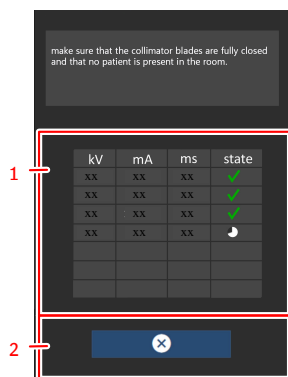 make sure that the collimator blades are fully closed
and that no patient is present in the room.
kV mA ms state
1
xx xx xx
xx xx xx
xx xx xx
xx xx xx
2